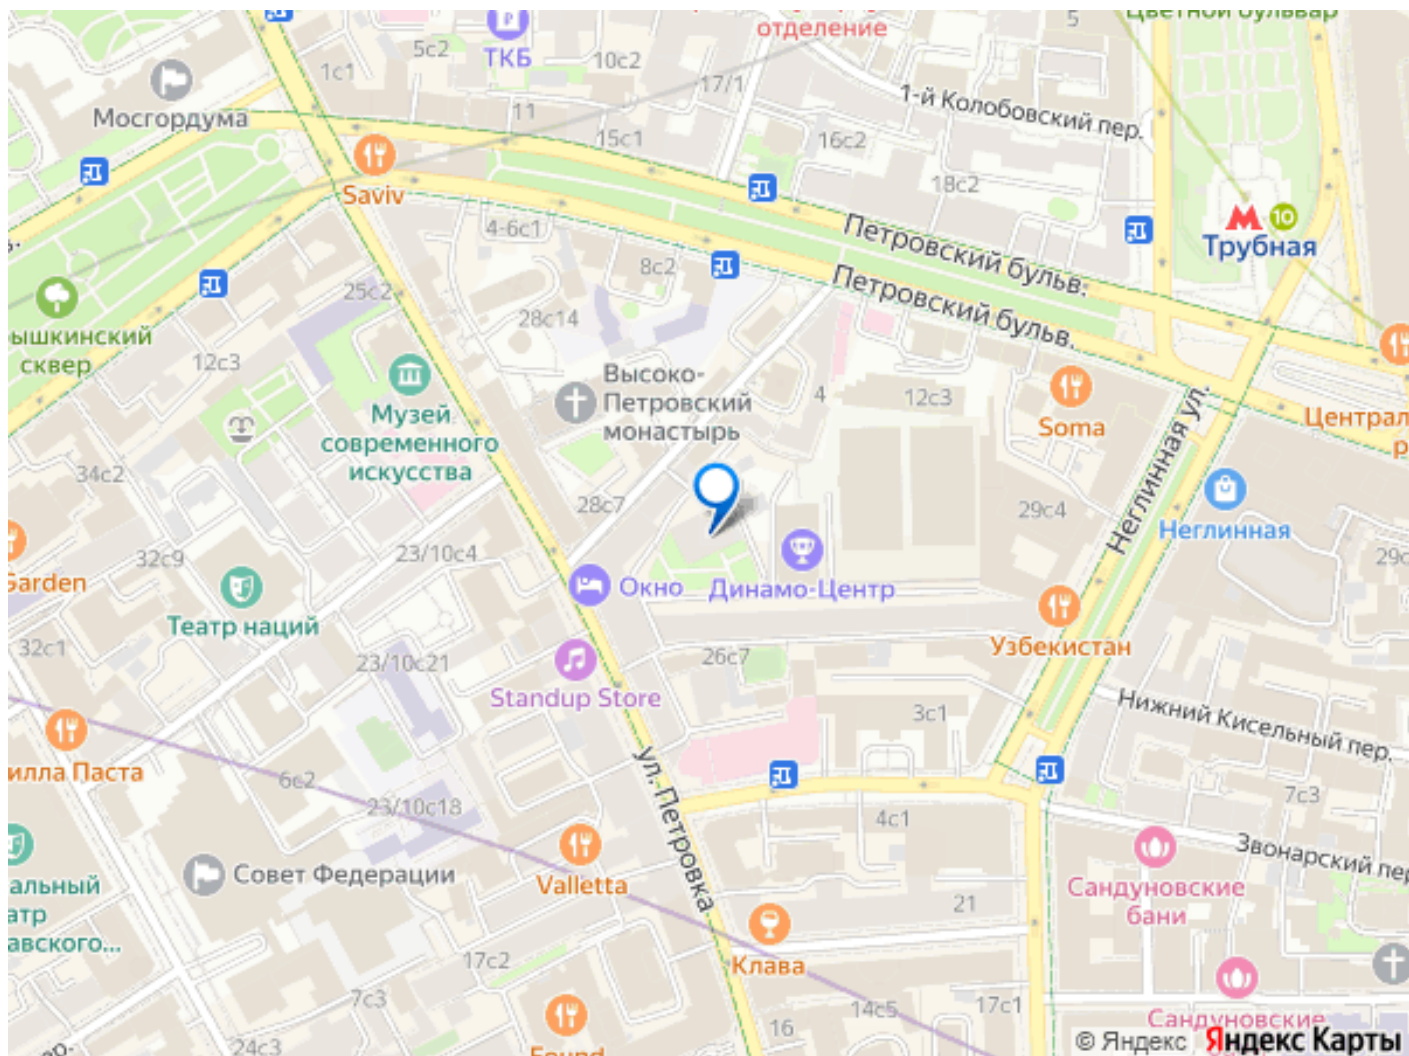 Цветной бульвар
отделение
ТКБ
5с2
10с2
5
1с1
17/1
Мосгордума
11
15с1
16с2
1-й Колобовский пер.
Saviv
18с2
4-6с1
Петровский бульв.
10
Трубная
8с2
Петровский бульв.
25с2
28с14
ышкинский
сквер
12с3
Высоко-
Петровский
монастырь
4
12с3
Soma
Музей
современного
искусства
Централ
р
34с2
28с7
29с4
Неглинная ул.
Неглинная
32с9
23/10с4
29с
Garden
Окно
Динамо-Центр
Театр наций
Узбекистан
32с1
23/10с21
26с7
Standup Store
3с1
Нижний Кисельный пер.
илла Паста
6с2
ул. Петровка
7с3
23/10с18
4с1
Звонарский пер
Совет Федерации
Valletta
Сандуновские
бани
альный
атр
авского...
21
17с2
Клава
7с3
14с5
17с1
Сандуновские
16
24с3
Found
© Яндекс Яндекс Карты